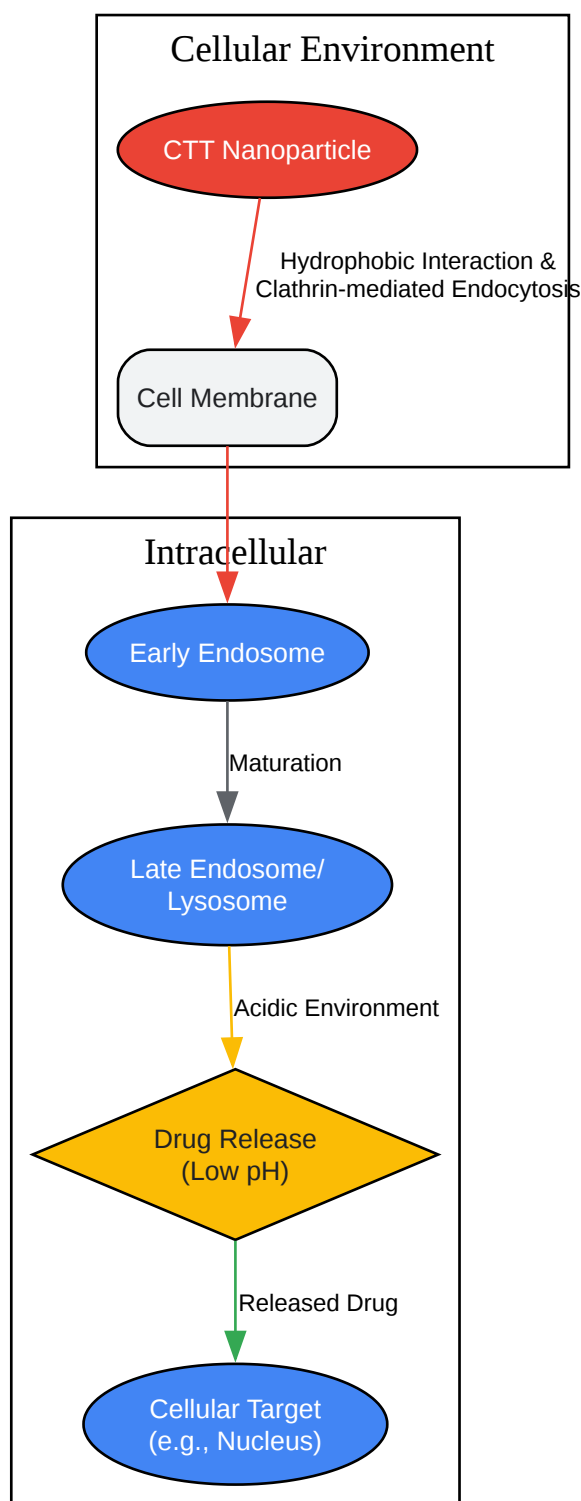 Cellular Environment
CTT Nanoparticle
Hydrophobic Interaction &
Clathrin-mediated Endocytosis
Cell Membrane
Intracellular
Early Endosome
Maturation
Late Endosome/
Lysosome
Acidic Environment
Drug Release
(Low pH)
Released Drug
Cellular Target
(e.g., Nucleus)